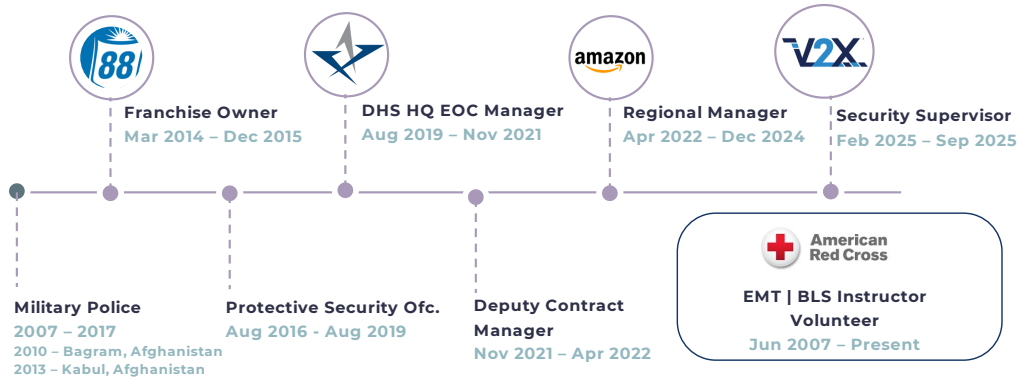 88
amazon
V2X
Franchise Owner
Mar 2014 – Dec 2015
DHS HQ EOC Manager
Aug 2019 – Nov 2021
Regional Manager
Apr 2022 – Dec 2024
Security Supervisor
Feb 2025 – Sep 2025
Military Police
2007 – 2017
2010 – Bagram, Afghanistan
2013 – Kabul, Afghanistan
Protective Security Ofc.
Aug 2016 - Aug 2019
Deputy Contract
Manager
Nov 2021 – Apr 2022
American
Red Cross
EMT | BLS Instructor
Volunteer
Jun 2007 – Present